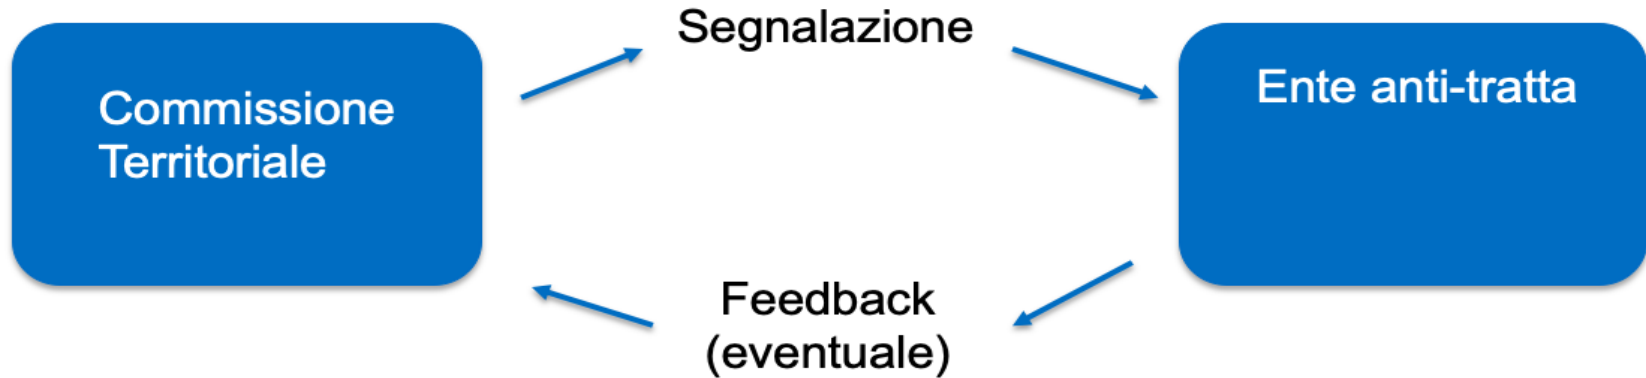 Segnalazione
Commissione
Territoriale
Ente anti-tratta
Feedback
(eventuale)